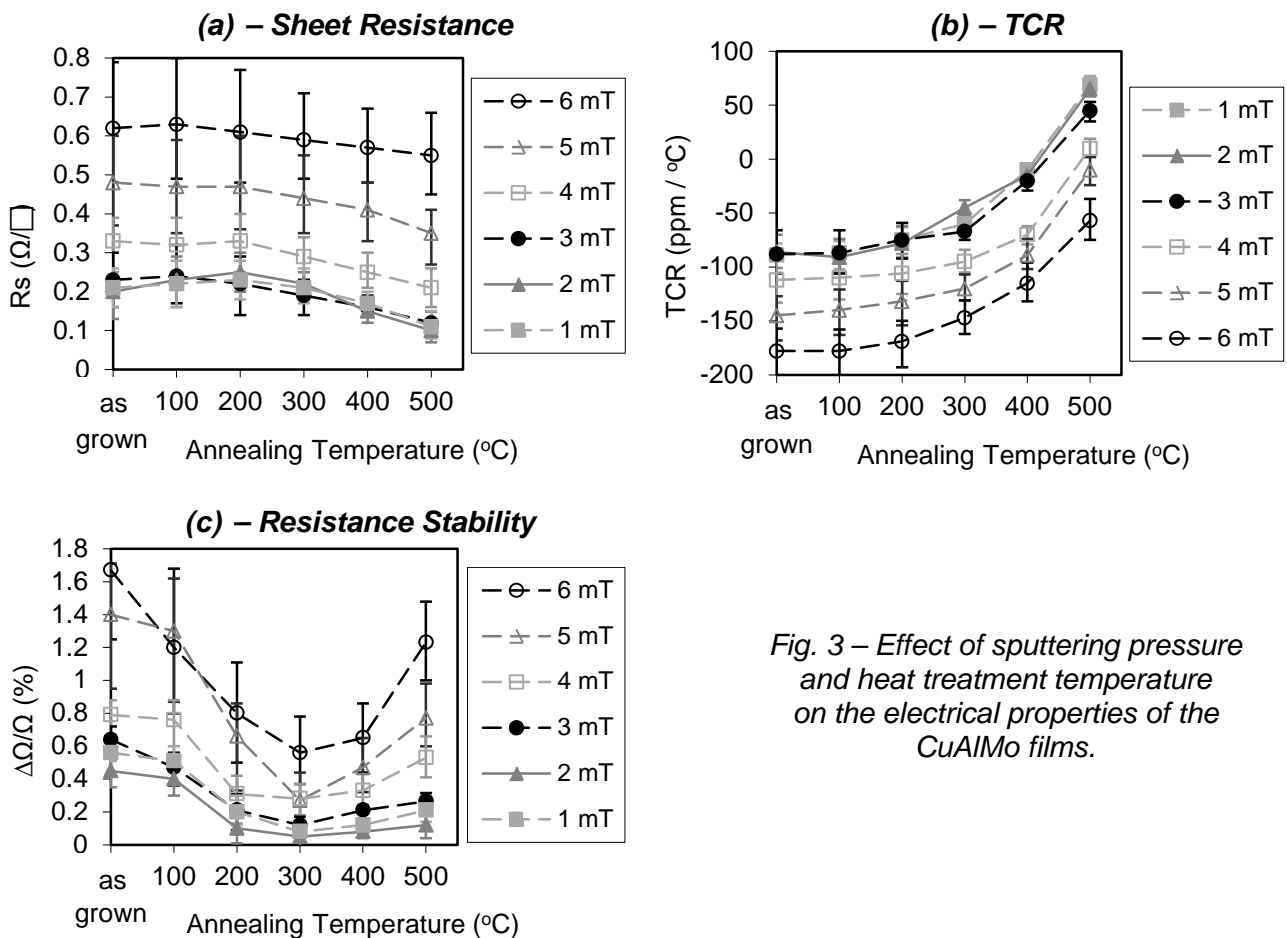 (a) – Sheet Resistance
Rs (Ω/□)
0.8
0.7
0.6
0.5
0.4
0.3
0.2
0.1
0
as grown
100
200
300
400
500
Annealing Temperature (ᵒC)
6 mT
5 mT
4 mT
3 mT
2 mT
1 mT
(b) – TCR
TCR (ppm / ᵒC)
100
50
0
-50
-100
-150
-200
as grown
100
200
300
400
500
Annealing Temperature (ᵒC)
1 mT
2 mT
3 mT
4 mT
5 mT
6 mT
(c) – Resistance Stability
ΔΩ/Ω (%)
1.8
1.6
1.4
1.2
1
0.8
0.6
0.4
0.2
0
as grown
100
200
300
400
500
Annealing Temperature (ᵒC)
6 mT
5 mT
4 mT
3 mT
2 mT
1 mT
Fig. 3 – Effect of sputtering pressure
and heat treatment temperature
on the electrical properties of the
CuAlMo films.